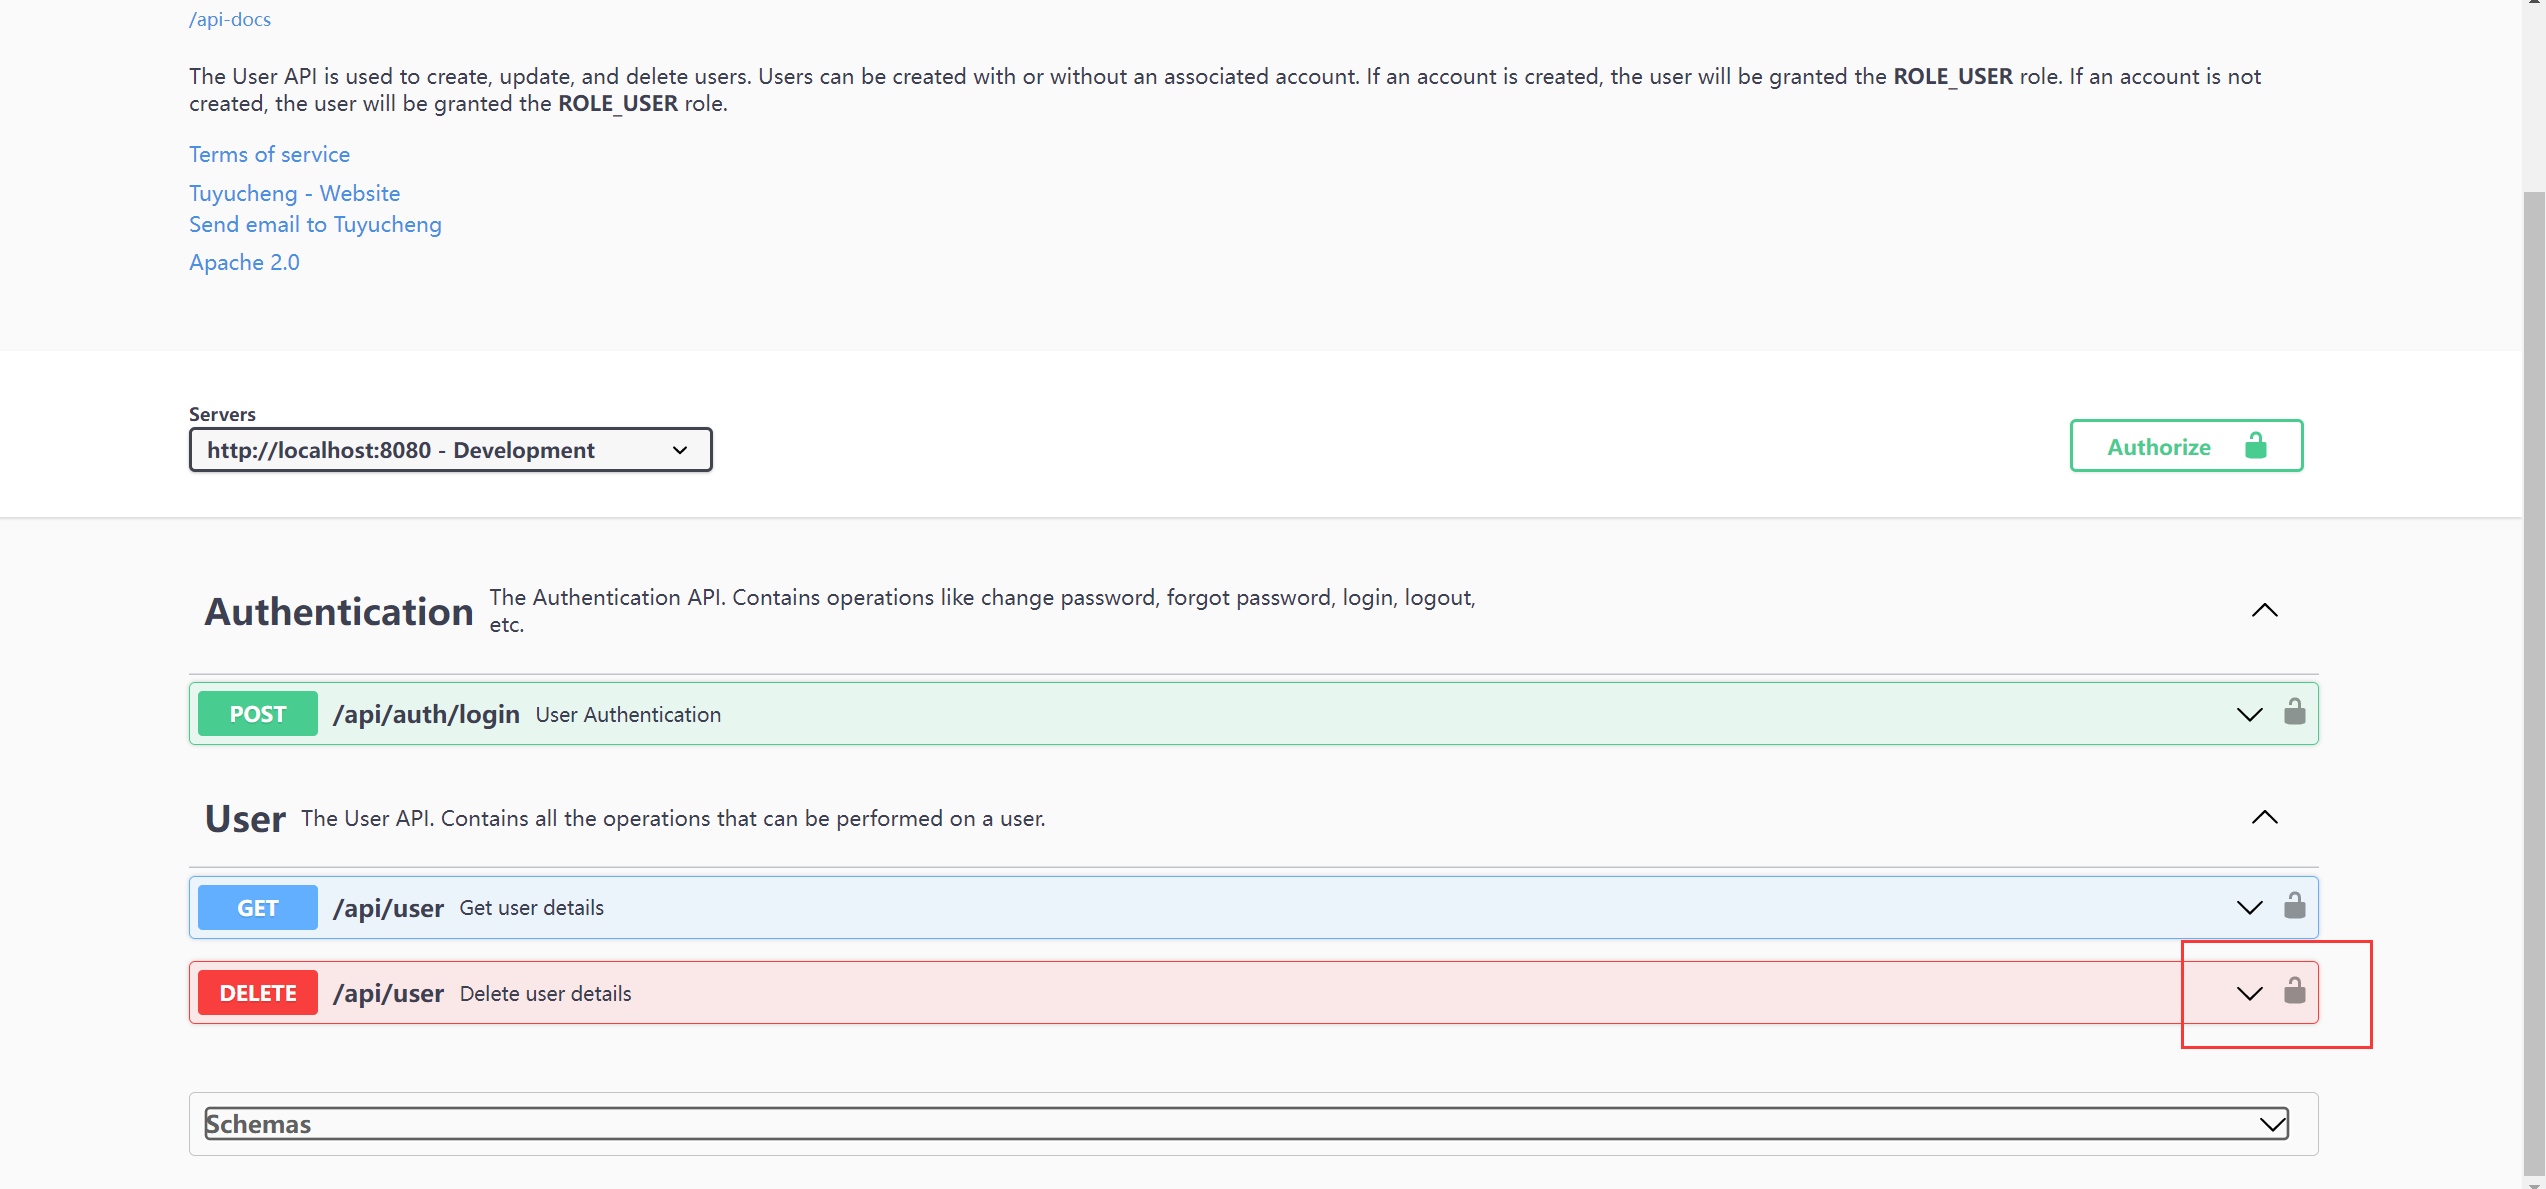 /api-docs
The User API is used to create, update, and delete users. Users can be created with or without an associated account. If an account is created, the user will be granted the ROLE_USER role. If an account is not
created, the user will be granted the ROLE_USER role.
Terms of service
Tuyucheng - Website
Send email to Tuyucheng
Apache 2.0
Servers
http://localhost:8080 - Development
Authorize
Authentication The Authentication API. Contains operations like change password, forgot password, login, logout,
etc.
POST /api/auth/login User Authentication
User The User API. Contains all the operations that can be performed on a user.
GET /api/user Get user details
DELETE /api/user Delete user details
Schemas